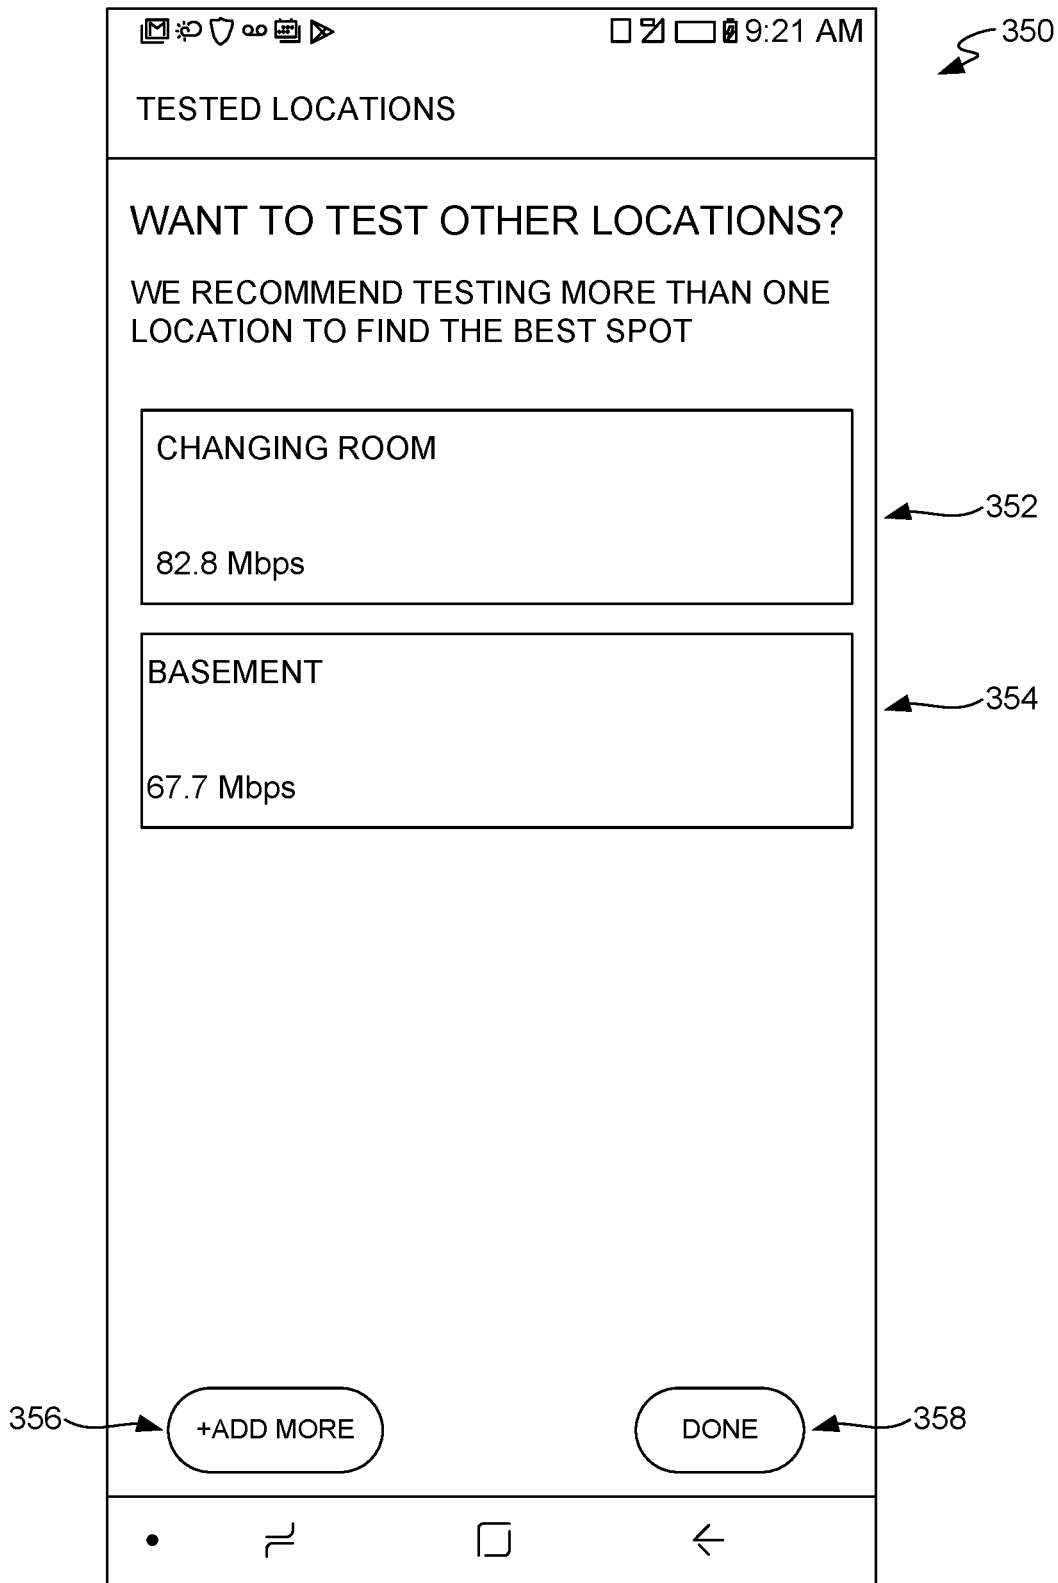 9:21 AM
350
TESTED LOCATIONS
WANT TO TEST OTHER LOCATIONS?
WE RECOMMEND TESTING MORE THAN ONE
LOCATION TO FIND THE BEST SPOT
CHANGING ROOM
352
82.8 Mbps
BASEMENT
354
67.7 Mbps
356
+ADD MORE
DONE
358